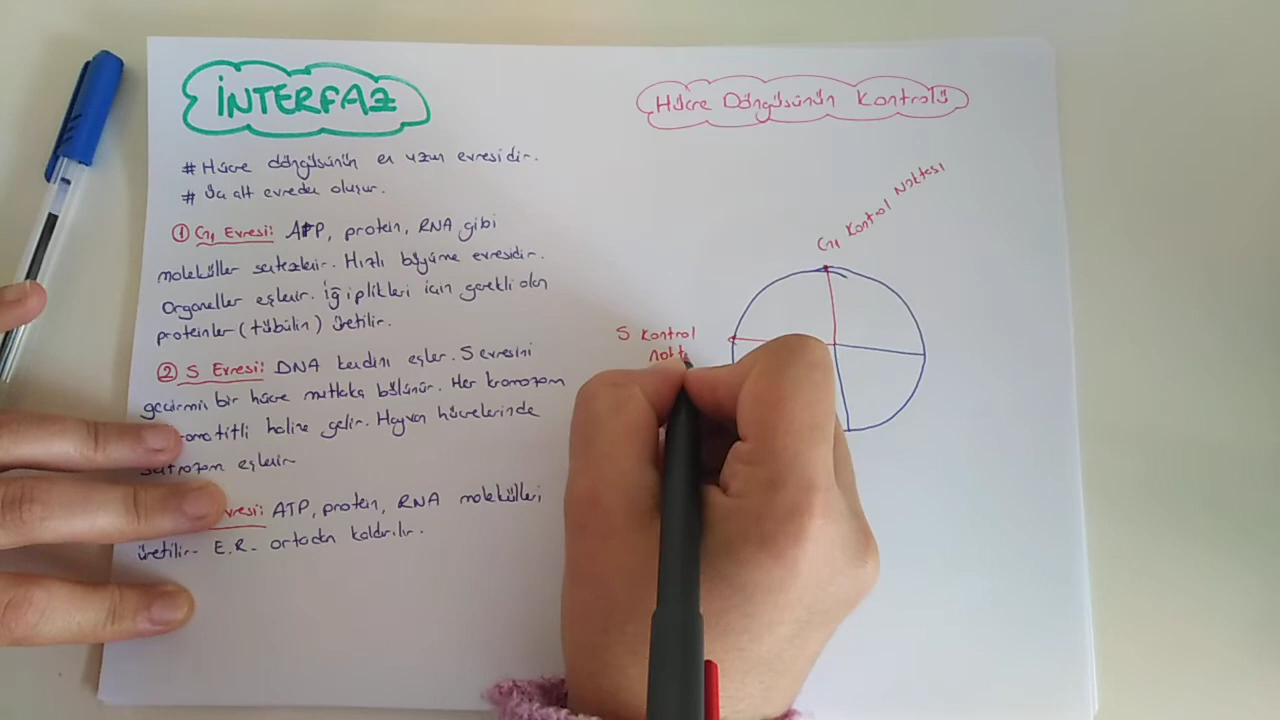 İNTERFAZ
# Hücre döngüsünün en uzun evresidir.
# Üç alt evreden oluşur.
① G1 Evresi: ATP, protein, RNA gibi
moleküller sentezlenir. Hızlı büyüme evresidir.
Organeller eşlenir. İğ iplikleri için gerekli olan
proteinler (tübülin) üretilir.
② S Evresi: DNA kendini eşler. S evresini
geçirmiş bir hücre mutlaka bölünür. Her kromozom
kromatitli haline gelir. Hayvan hücrelerinde
sentrozom eşlenir
Evresi: ATP, protein, RNA molekülleri
üretilir. E.R. ortadan kaldırılır.
Hücre Döngüsünün Kontrolü
G1 Kontrol Noktası
S Kontrol
nokt